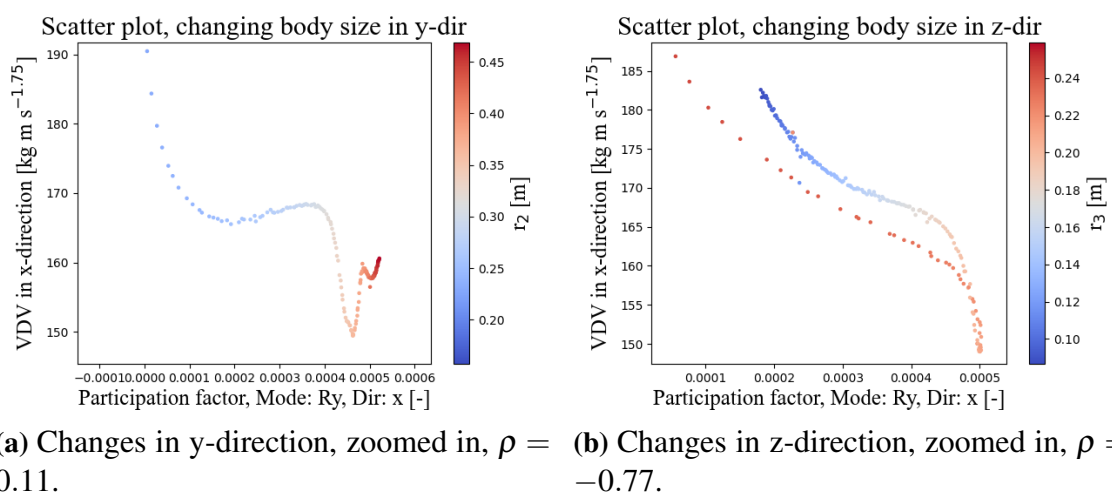 Scatter plot, changing body size in y-dir
VDV in x-direction [kg m s^−1.75]
190
180
170
160
150
−0.0001 0.0000 0.0001 0.0002 0.0003 0.0004 0.0005 0.0006
Participation factor, Mode: Ry, Dir: x [-]
0.45
0.40
0.35
0.30
0.25
0.20
r₂ [m]
(a) Changes in y-direction, zoomed in, ρ =
0.11.
Scatter plot, changing body size in z-dir
VDV in x-direction [kg m s^−1.75]
185
180
175
170
165
160
155
150
0.0001 0.0002 0.0003 0.0004 0.0005
Participation factor, Mode: Ry, Dir: x [-]
0.24
0.22
0.20
0.18
0.16
0.14
0.12
0.10
r₃ [m]
(b) Changes in z-direction, zoomed in, ρ =
−0.77.